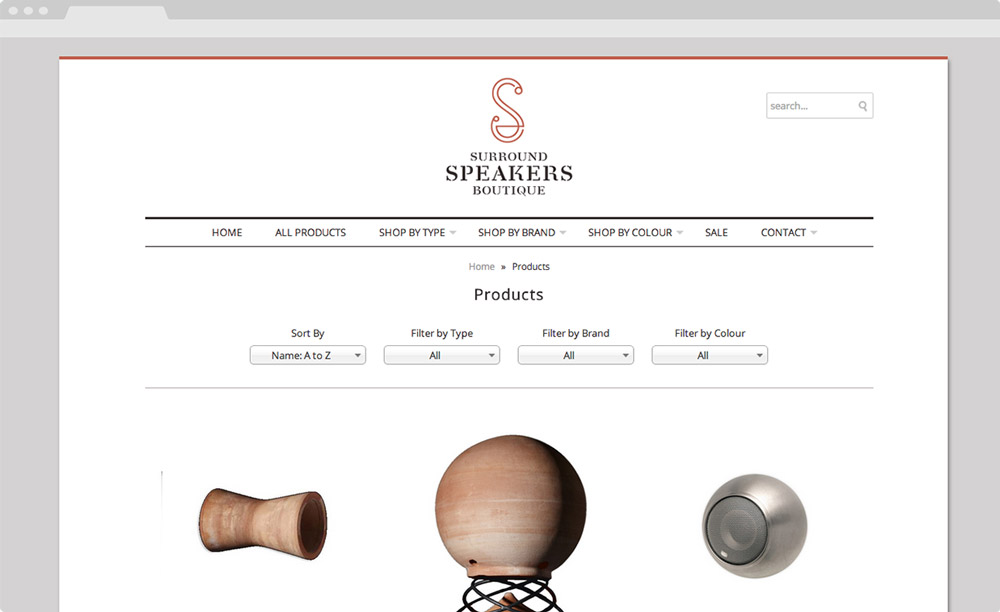 search...
SURROUND
SPEAKERS
BOUTIQUE
HOME ALL PRODUCTS SHOP BY TYPE SHOP BY BRAND SHOP BY COLOUR SALE CONTACT
Home » Products
Products
Sort By Filter by Type Filter by Brand Filter by Colour
Name: A to Z All All All